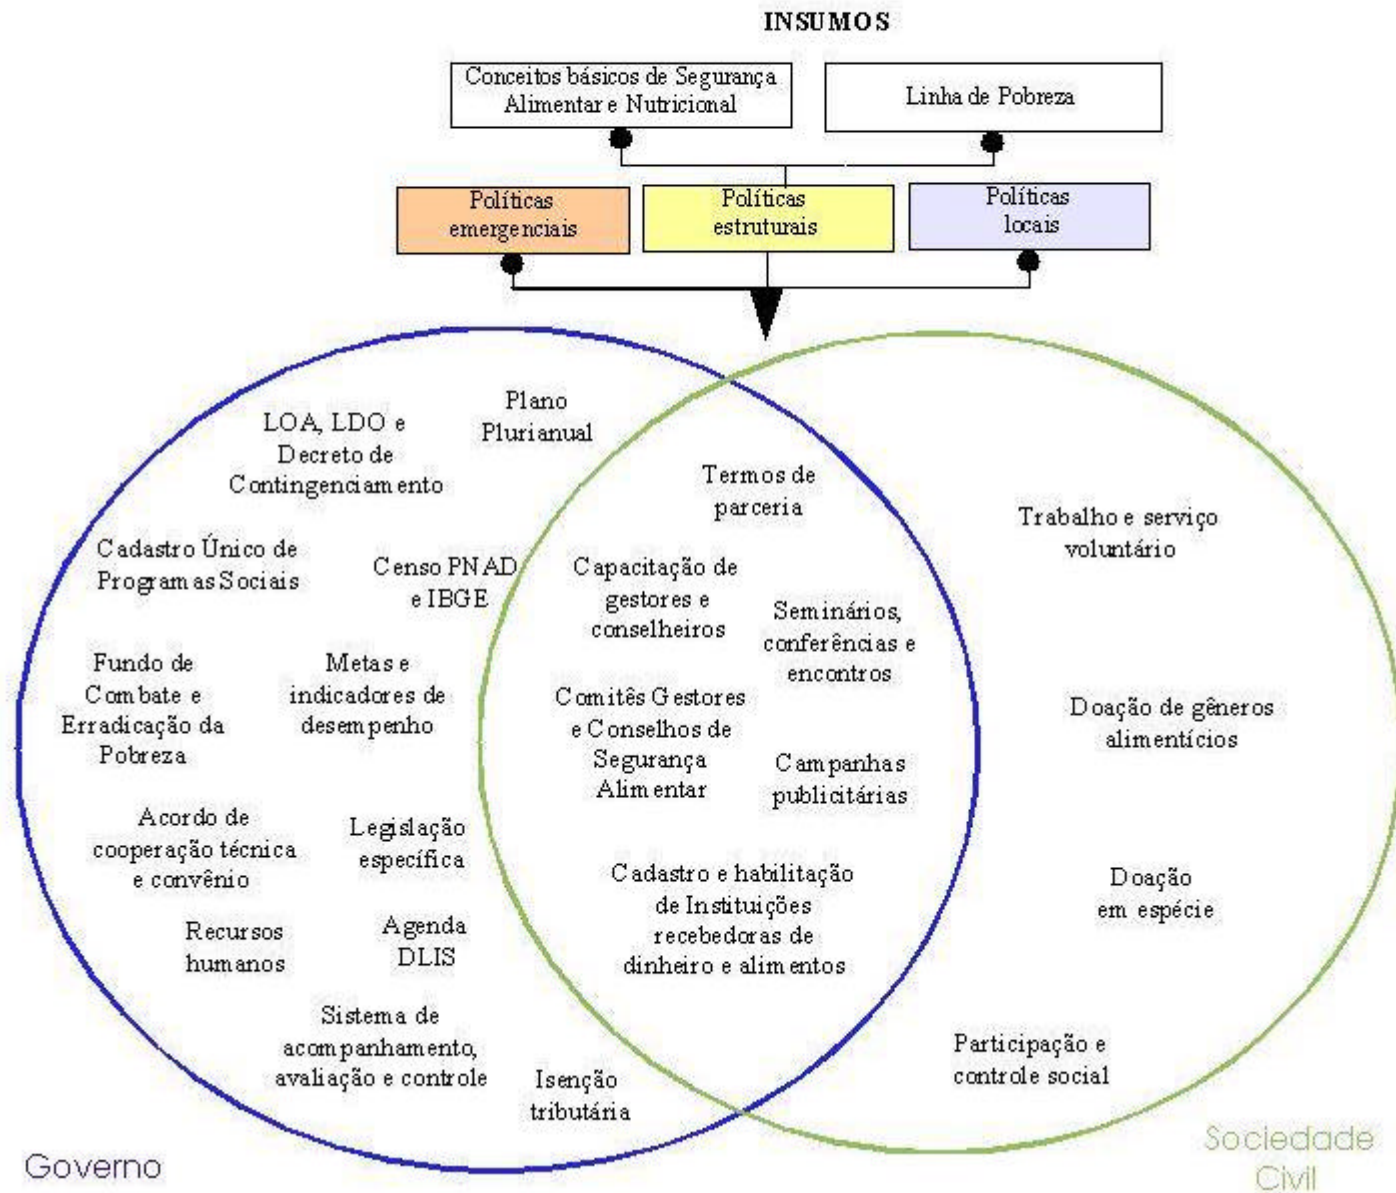 INSUMOS
Conceitos básicos de Segurança
Alimentar e Nutricional
Linha de Pobreza
Políticas
emergenciais
Políticas
estruturais
Políticas
locais
Plano
Plurianual
LOA, LDO e
Decreto de
Contingenciamento
Cadastro Único de
Programas Sociais
Censo PNAD
e IBGE
Fundo de
Combate e
Erradicação da
Pobreza
Metas e
indicadores de
desempenho
Acordo de
cooperação técnica
e convênio
Legislação
específica
Recursos
humanos
Agenda
DLIS
Sistema de
acompanhamento,
avaliação e controle
Isenção
tributária
Termos de
parceria
Capacitação de
gestores e
conselheiros
Seminários,
conferências e
encontros
Comitês Gestores
e Conselhos de
Segurança
Alimentar
Campanhas
publicitárias
Cadastro e habilitação
de Instituições
recebedoras de
dinheiro e alimentos
Trabalho e serviço
voluntário
Doação de gêneros
alimentícios
Doação
em espécie
Participação e
controle social
Governo
Sociedade
Civil